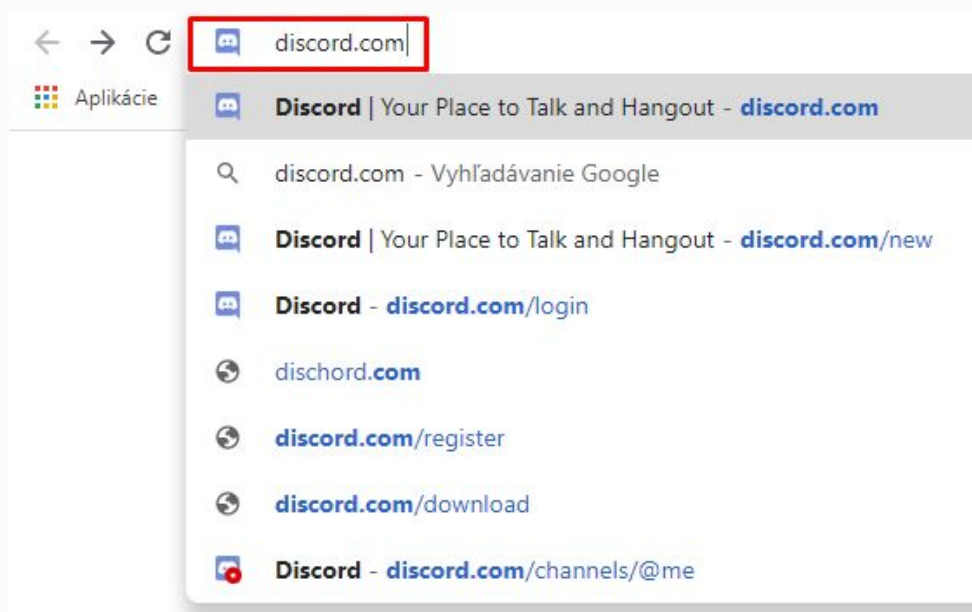 discord.com
Aplikácie
Discord | Your Place to Talk and Hangout - discord.com
discord.com - Vyhľadávanie Google
Discord | Your Place to Talk and Hangout - discord.com/new
Discord - discord.com/login
dischord.com
discord.com/register
discord.com/download
Discord - discord.com/channels/@me